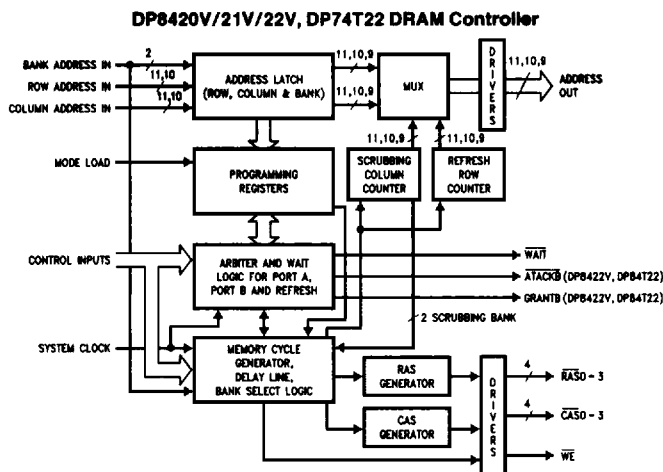 DP8420V/21V/22V, DP74T22 DRAM Controller
BANK ADDRESS IN
2
ROW ADDRESS IN
11,10
COLUMN ADDRESS IN
11,10
ADDRESS LATCH
(ROW, COLUMN & BANK)
11,10,9
11,10,9
MUX
DRIVERS
11,10,9
ADDRESS
OUT
11,10,9
11,10,9
MODE LOAD
PROGRAMMING
REGISTERS
SCRUBBING
COLUMN
COUNTER
REFRESH
ROW
COUNTER
CONTROL INPUTS
ARBITER AND WAIT
LOGIC FOR PORT A,
PORT B AND REFRESH
WAIT
ATACKB (DP8422V, DP84T22)
GRANTB (DP8422V, DP84T22)
2 SCRUBBING BANK
SYSTEM CLOCK
MEMORY CYCLE
GENERATOR,
DELAY LINE,
BANK SELECT LOGIC
RAS
GENERATOR
CAS
GENERATOR
DRIVERS
4
RAS0-3
4
CAS0-3
WE